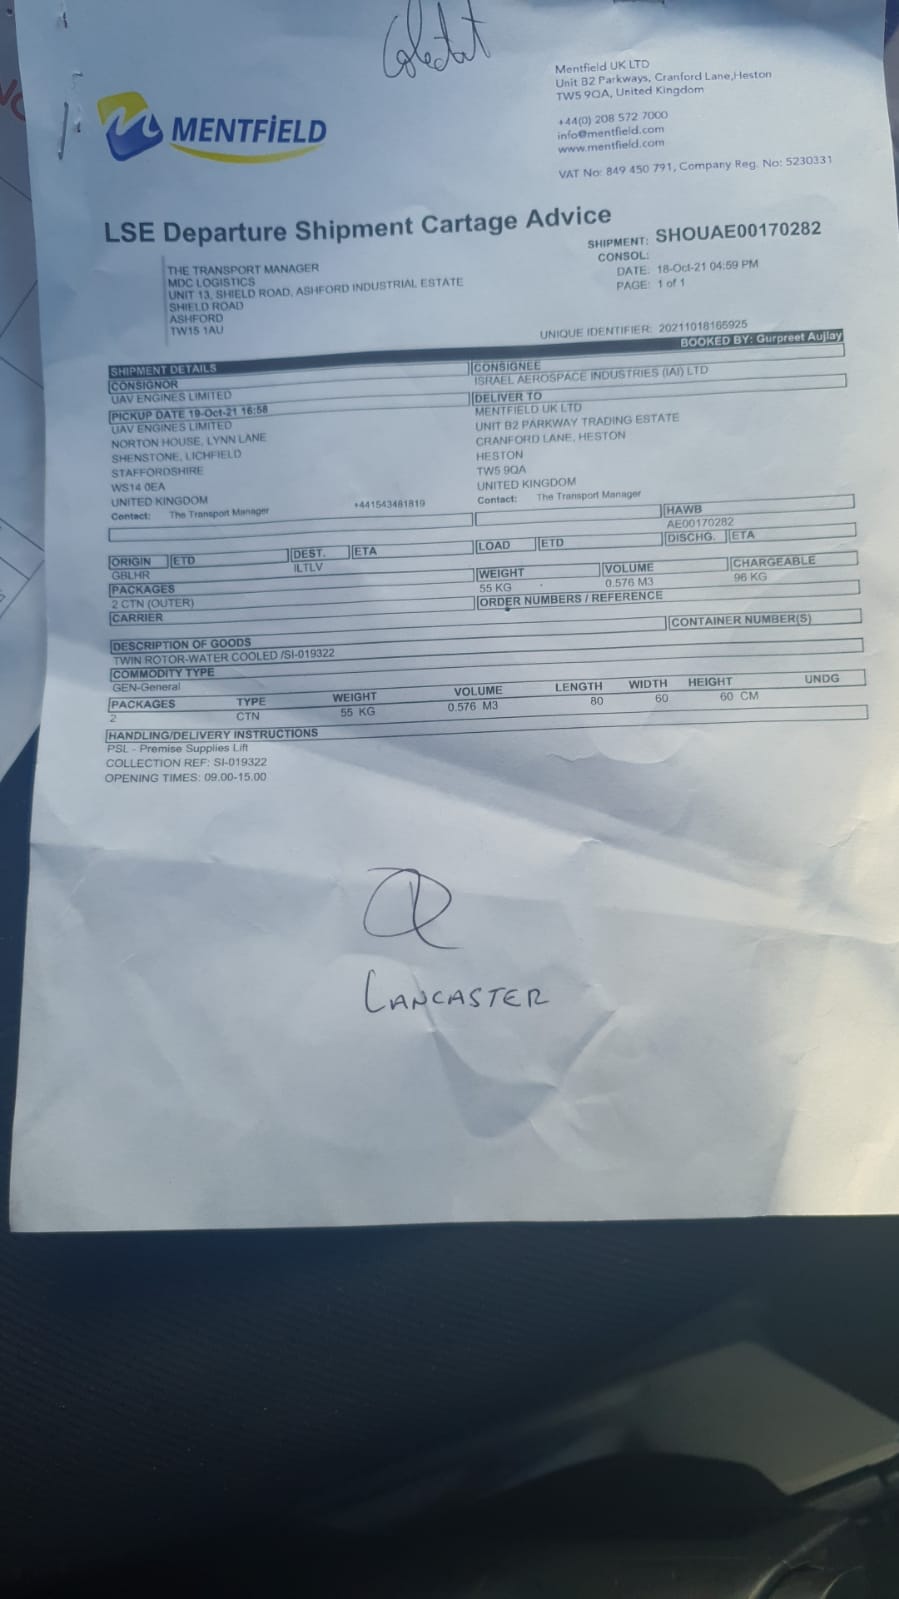 Mentfield UK LTD
Unit B2 Parkways, Cranford Lane,Heston
TW5 9QA, United Kingdom
+44(0) 208 572 7000
info@mentfield.com
www.mentfield.com
VAT No: 849 450 791, Company Reg. No: 5230331
MENTFiELD
LSE Departure Shipment Cartage Advice
SHIPMENT: SHOUAE00170282
CONSOL:
DATE: 18-Oct-21 04:59 PM
PAGE: 1 of 1
THE TRANSPORT MANAGER
MDC LOGISTICS
UNIT 13, SHIELD ROAD, ASHFORD INDUSTRIAL ESTATE
SHIELD ROAD
ASHFORD
TW15 1AU
UNIQUE IDENTIFIER: 20211018165925
SHIPMENT DETAILS BOOKED BY: Gurpreet Aujlay
CONSIGNOR
UAV ENGINES LIMITED
CONSIGNEE
ISRAEL AEROSPACE INDUSTRIES (IAI) LTD
PICKUP DATE 19-Oct-21 16:58
UAV ENGINES LIMITED
NORTON HOUSE, LYNN LANE
SHENSTONE, LICHFIELD
STAFFORDSHIRE
WS14 0EA
UNITED KINGDOM
Contact: The Transport Manager +441543481819
DELIVER TO
MENTFIELD UK LTD
UNIT B2 PARKWAY TRADING ESTATE
CRANFORD LANE, HESTON
HESTON
TW5 9QA
UNITED KINGDOM
Contact: The Transport Manager
HAWB
AE00170282
ORIGIN ETD DEST. ETA LOAD ETD DISCHG. ETA
GBLHR ILTLV
PACKAGES WEIGHT VOLUME CHARGEABLE
2 CTN (OUTER) 55 KG 0.576 M3 96 KG
CARRIER ORDER NUMBERS / REFERENCE
CONTAINER NUMBER(S)
DESCRIPTION OF GOODS
TWIN ROTOR-WATER COOLED /SI-019322
COMMODITY TYPE
GEN-General
PACKAGES TYPE WEIGHT VOLUME LENGTH WIDTH HEIGHT UNDG
2 CTN 55 KG 0.576 M3 80 60 60 CM
HANDLING/DELIVERY INSTRUCTIONS
PSL - Premise Supplies Lift
COLLECTION REF: SI-019322
OPENING TIMES: 09.00-15.00
LANCASTER